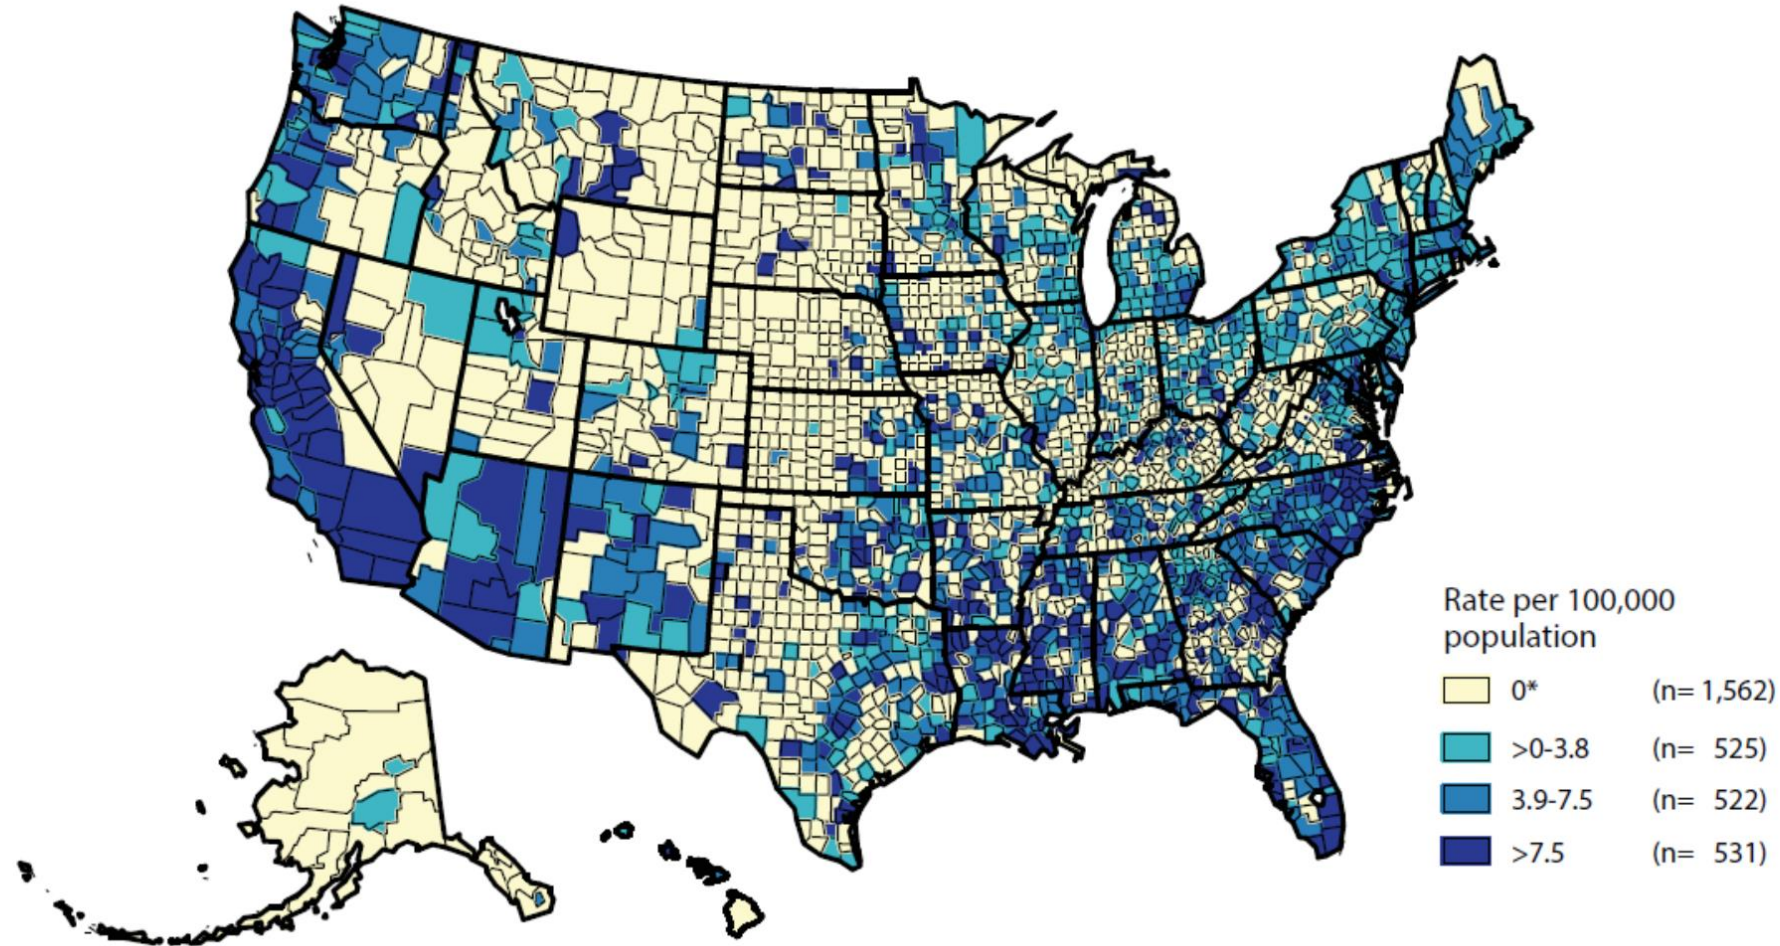 Rate per 100,000
population
0* (n= 1,562)
>0-3.8 (n= 525)
3.9-7.5 (n= 522)
>7.5 (n= 531)